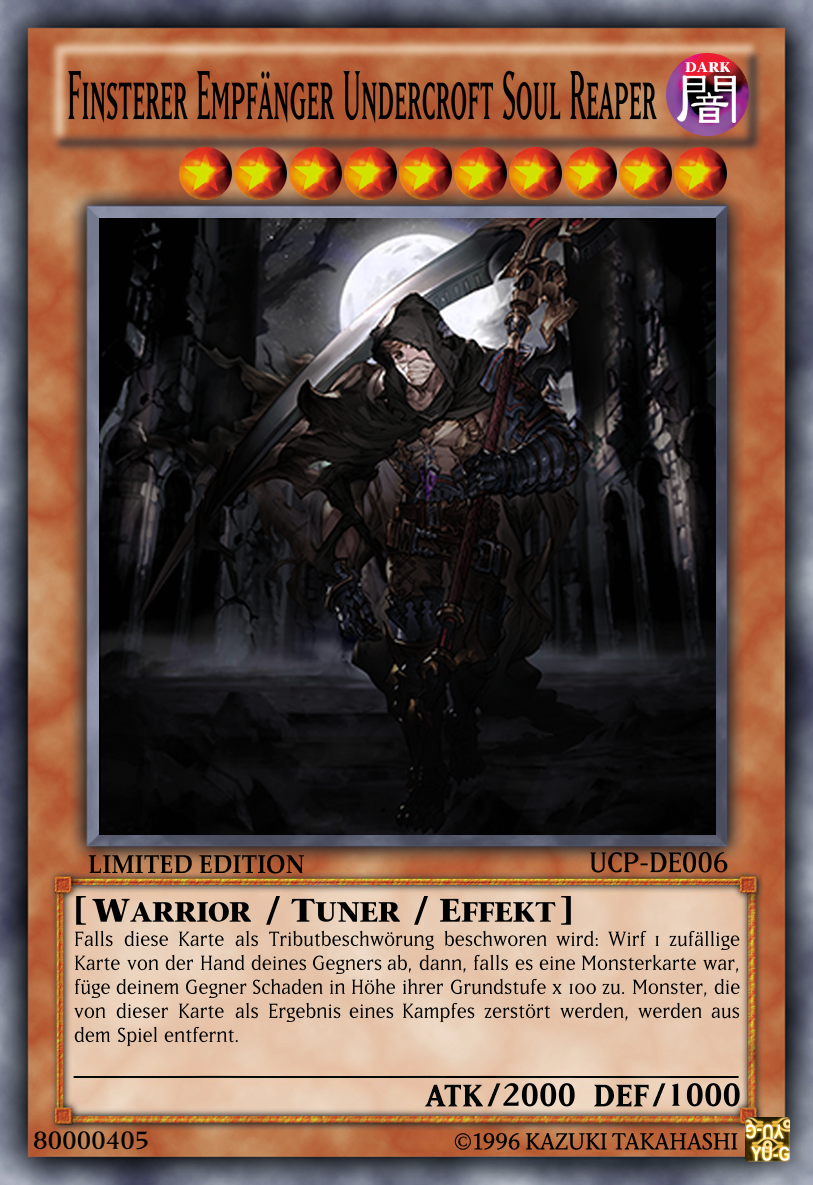 Finsterer Empfänger Undercroft Soul Reaper
DARK
闇
LIMITED EDITION UCP-DE006
[ Warrior / Tuner / Effekt ]
Falls diese Karte als Tributbeschwörung beschworen wird: Wirf 1 zufällige
Karte von der Hand deines Gegners ab, dann, falls es eine Monsterkarte war,
füge deinem Gegner Schaden in Höhe ihrer Grundstufe x 100 zu. Monster, die
von dieser Karte als Ergebnis eines Kampfes zerstört werden, werden aus
dem Spiel entfernt.
ATK/2000 DEF/1000
80000405 ©1996 KAZUKI TAKAHASHI